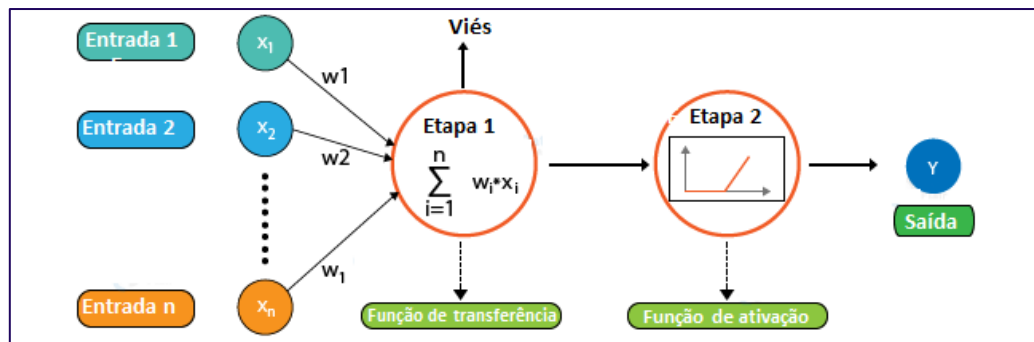 Entrada 1
x1
w1
Viés
Entrada 2
x2
w2
Etapa 1
n
∑ wi*xi
i=1
Etapa 2
Y
Saída
Entrada n
xn
w1
Função de transferência
Função de ativação